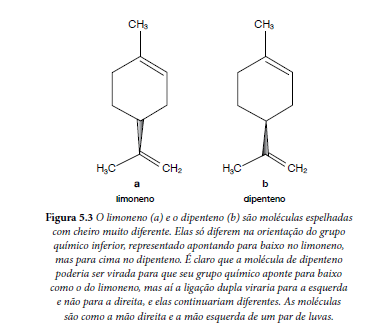 CH₃ CH₃
H₃C CH₂ H₃C CH₂
a b
limoneno dipenteno
Figura 5.3 O limoneno (a) e o dipenteno (b) são moléculas espelhadas
com cheiro muito diferente. Elas só diferem na orientação do grupo
químico inferior, representado apontando para baixo no limoneno,
mas para cima no dipenteno. É claro que a molécula de dipenteno
poderia ser virada para que seu grupo químico aponte para baixo
como o do limoneno, mas aí a ligação dupla viraria para a esquerda
e não para a direita, e elas continuariam diferentes. As moléculas
são como a mão direita e a mão esquerda de um par de luvas.